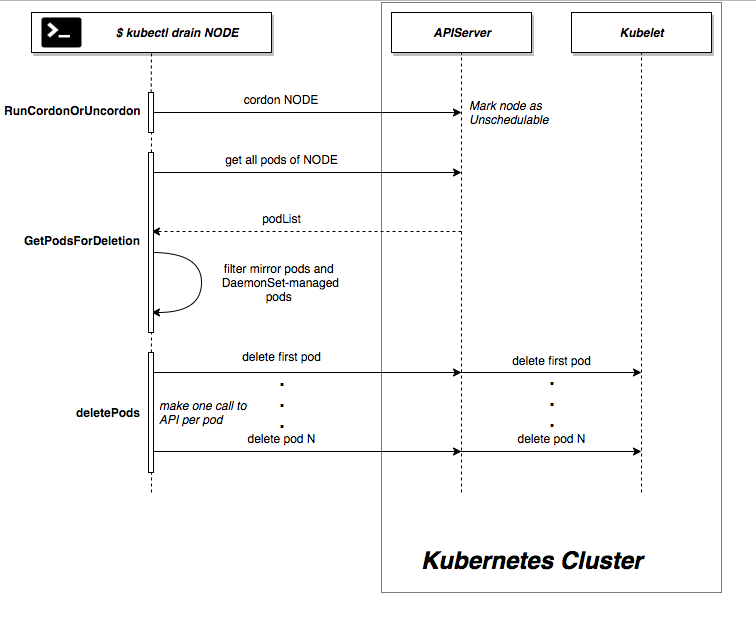 $ kubectl drain NODE
APIServer
Kubelet
RunCordonOrUncordon
cordon NODE
Mark node as
Unschedulable
get all pods of NODE
podList
GetPodsForDeletion
filter mirror pods and
DaemonSet-managed
pods
delete first pod
delete first pod
deletePods
make one call to
API per pod
delete pod N
delete pod N
Kubernetes Cluster